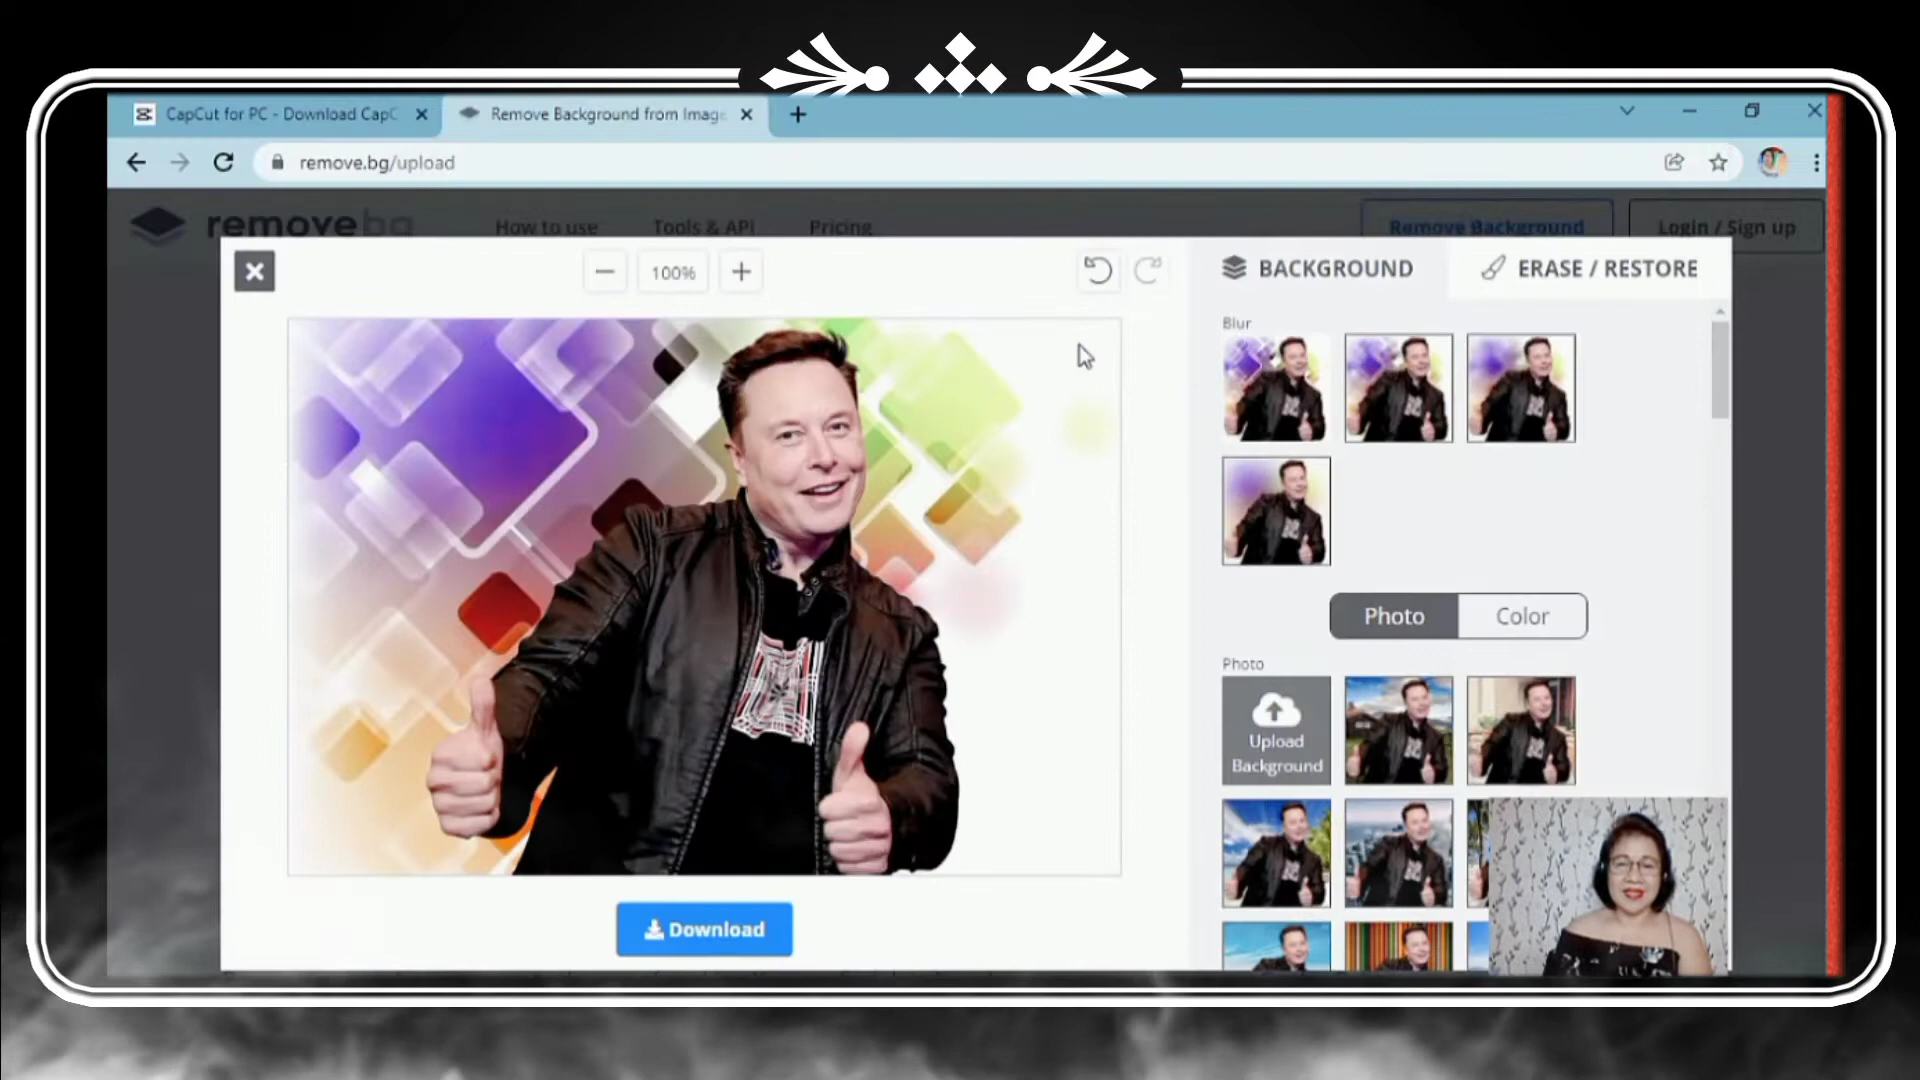 CapCut for PC - Download CapC
Remove Background from Image
remove.bg/upload
removebg
How to use
Tools & API
Pricing
Remove Background
Login / Sign up
100%
BACKGROUND
ERASE / RESTORE
Blur
Photo
Color
Photo
Upload
Background
Download